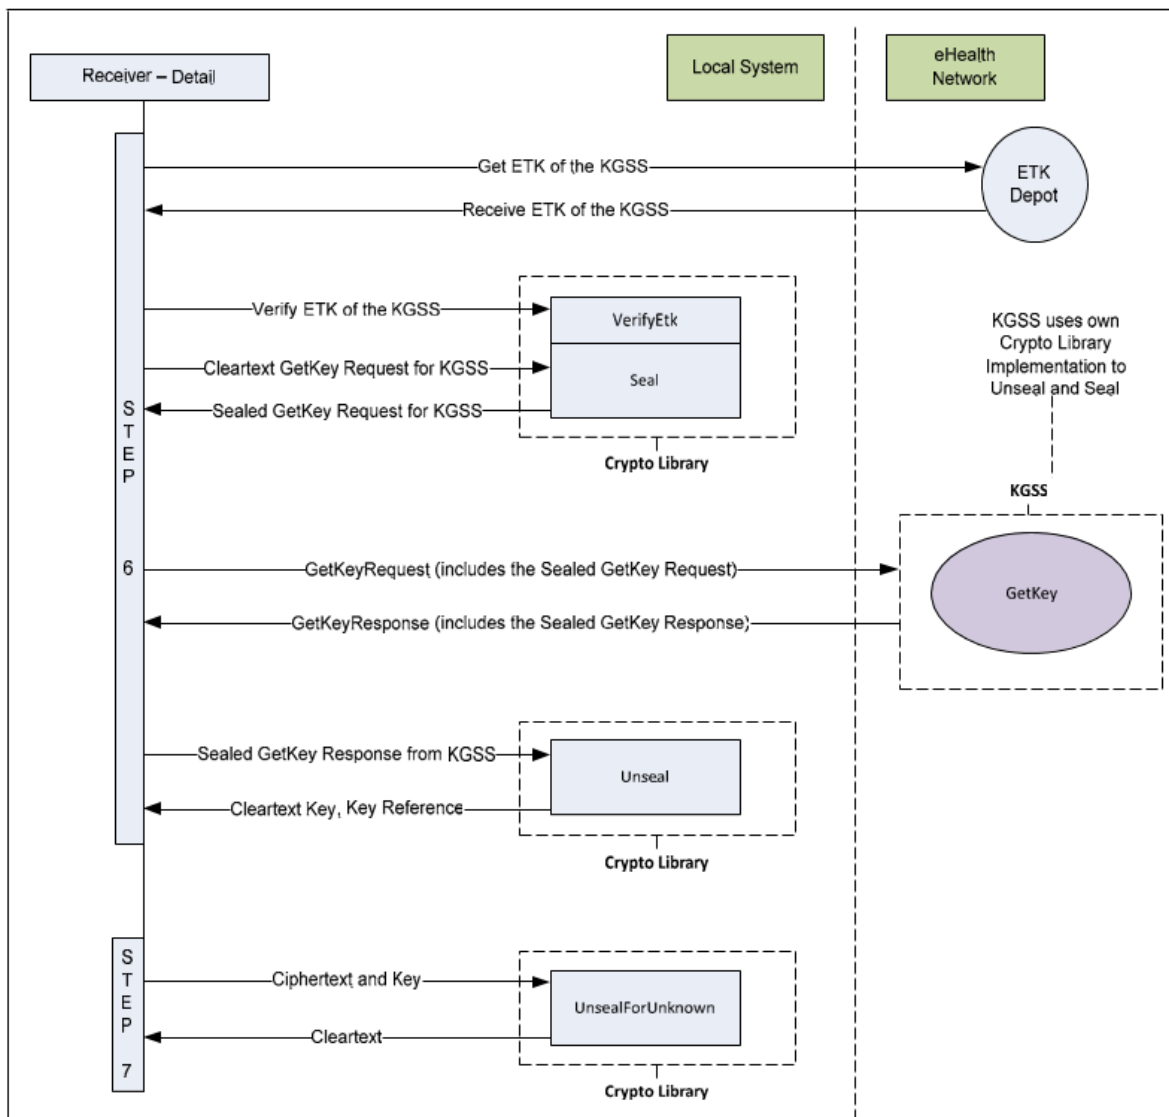 Receiver – Detail
Local System
eHealth
Network
Get ETK of the KGSS
ETK
Depot
Receive ETK of the KGSS
Verify ETK of the KGSS
VerifyEtk
Cleartext GetKey Request for KGSS
Seal
Sealed GetKey Request for KGSS
Crypto Library
KGSS uses own
Crypto Library
Implementation to
Unseal and Seal
KGSS
S
T
E
P
6
GetKeyRequest (includes the Sealed GetKey Request)
GetKey
GetKeyResponse (includes the Sealed GetKey Response)
Sealed GetKey Response from KGSS
Unseal
Cleartext Key, Key Reference
Crypto Library
S
T
E
P
7
Ciphertext and Key
UnsealForUnknown
Cleartext
Crypto Library